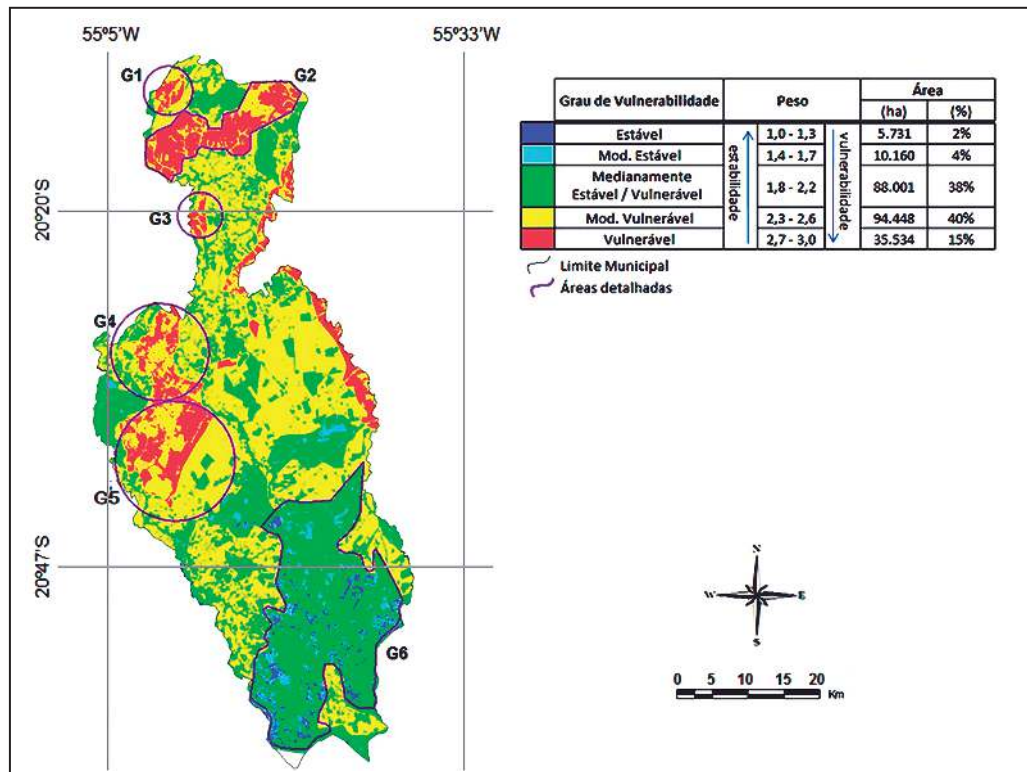 55º5'W 55º33'W
G1 G2
G3
G4
G5
G6
10º20'S
20º47'S
Grau de Vulnerabilidade Peso Área
(ha) (%)
Estável 1,0 - 1,3 5.731 2%
Mod. Estável 1,4 - 1,7 10.160 4%
Medianamente
Estável / Vulnerável 1,8 - 2,2 88.001 38%
Mod. Vulnerável 2,3 - 2,6 94.448 40%
Vulnerável 2,7 - 3,0 35.534 15%
estabilidade
vulnerabilidade
Limite Municipal
Áreas detalhadas
N
W E
S
0 5 10 15 20 Km